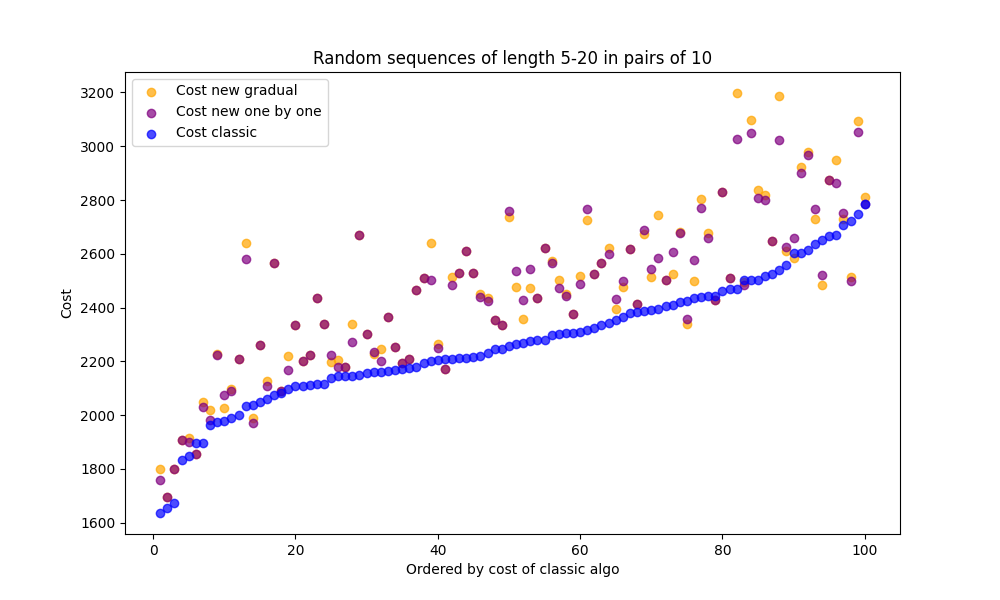 Random sequences of length 5-20 in pairs of 10
Cost new gradual
Cost new one by one
Cost classic
3200
3000
2800
2600
2400
2200
2000
1800
1600
Cost
0 20 40 60 80 100
Ordered by cost of classic algo